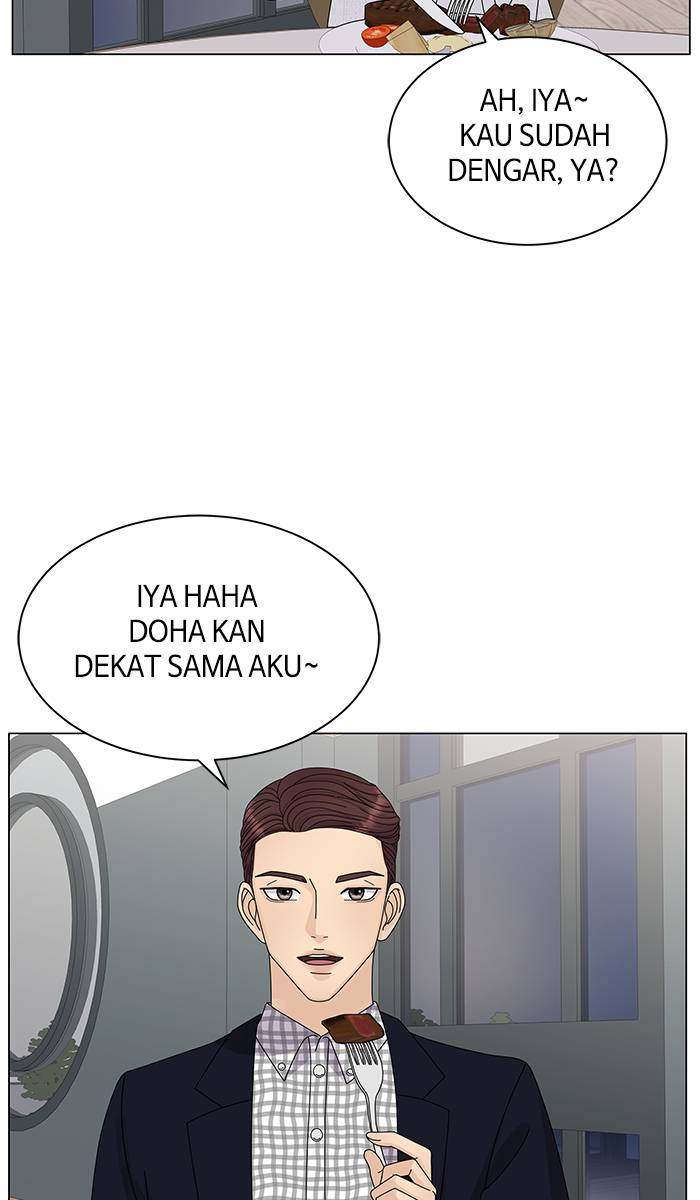 AH, IYA~
KAU SUDAH
DENGAR, YA?
IYA HAHA
DOHA KAN
DEKAT SAMA AKU~